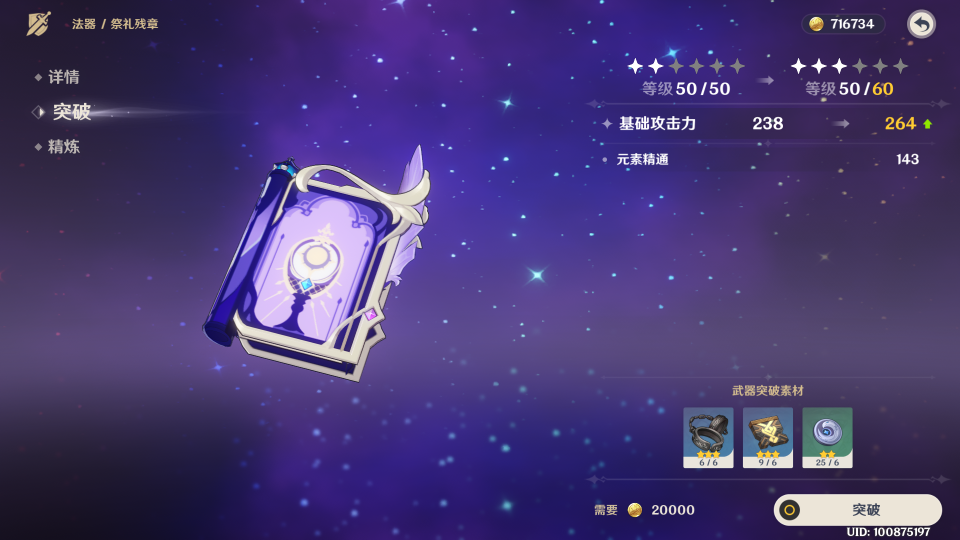 法器 / 祭礼残章
716734
详情
突破
精炼
等级50/50
等级50/60
基础攻击力 238 264
元素精通 143
武器突破素材
6/6 9/6 25/6
需要 20000
突破
UID: 100875197